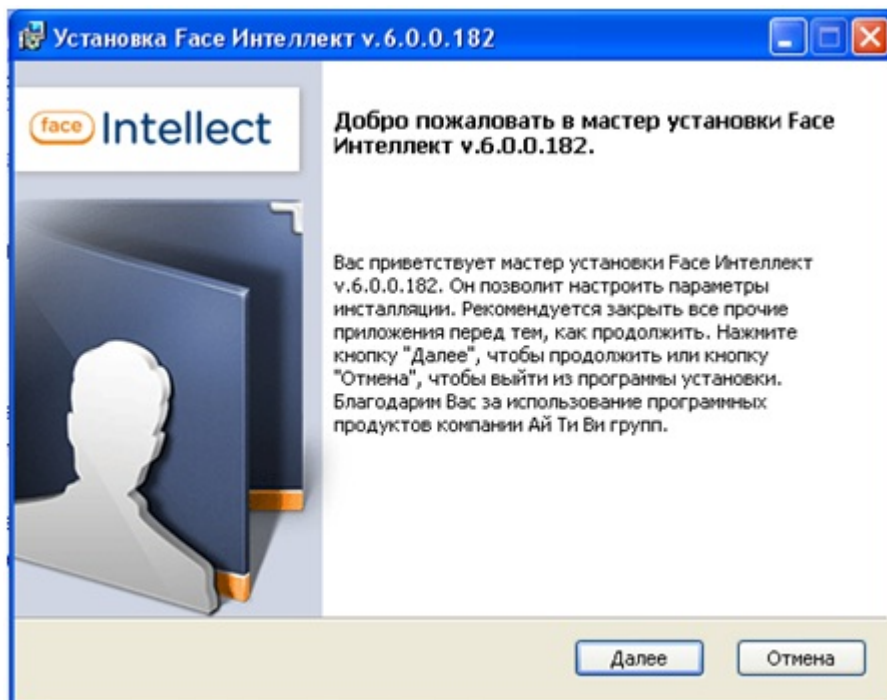 Установка Face Интеллект v.6.0.0.182
face Intellect
Добро пожаловать в мастер установки Face
Интеллект v.6.0.0.182.
Вас приветствует мастер установки Face Интеллект
v.6.0.0.182. Он позволит настроить параметры
инсталляции. Рекомендуется закрыть все прочие
приложения перед тем, как продолжить. Нажмите
кнопку "Далее", чтобы продолжить или кнопку
"Отмена", чтобы выйти из программы установки.
Благодарим Вас за использование программных
продуктов компании Ай Ти Ви групп.
Далее
Отмена